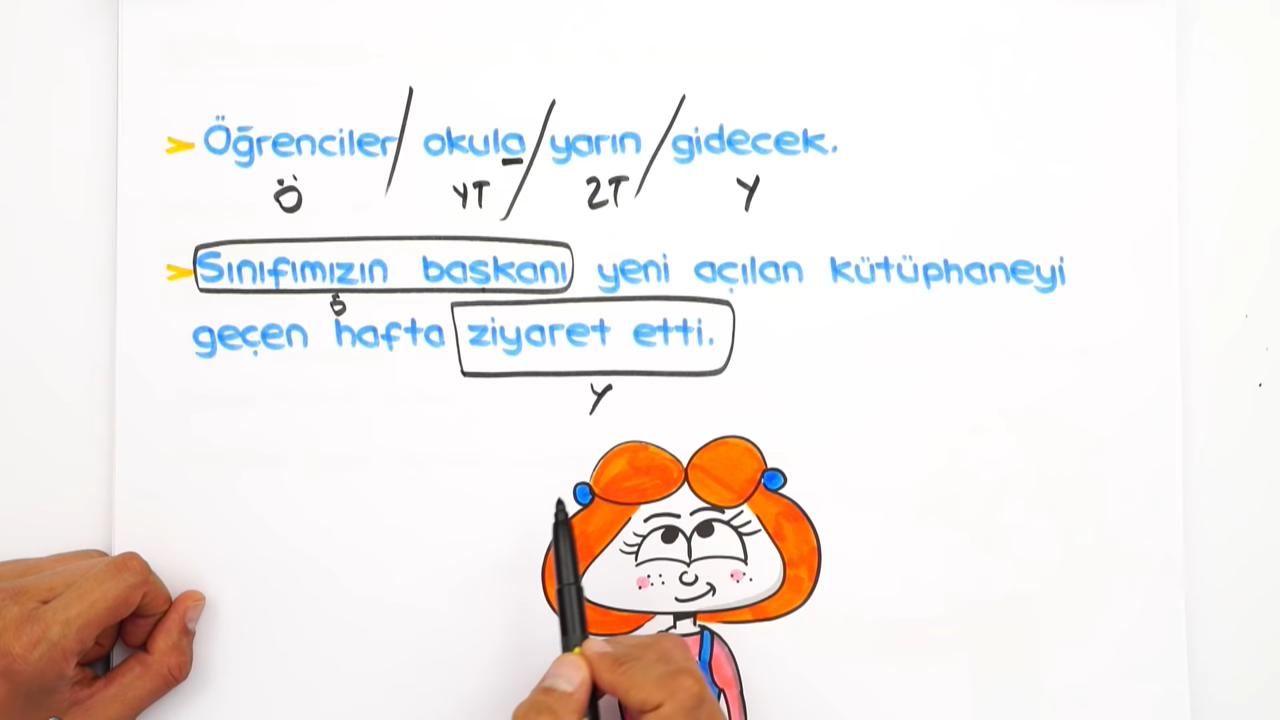 > Öğrenciler / okula / yarın / gidecek.
Ö YT ZT Y
> Sınıfımızın başkanı yeni açılan kütüphaneyi
Ö
geçen hafta ziyaret etti.
Y